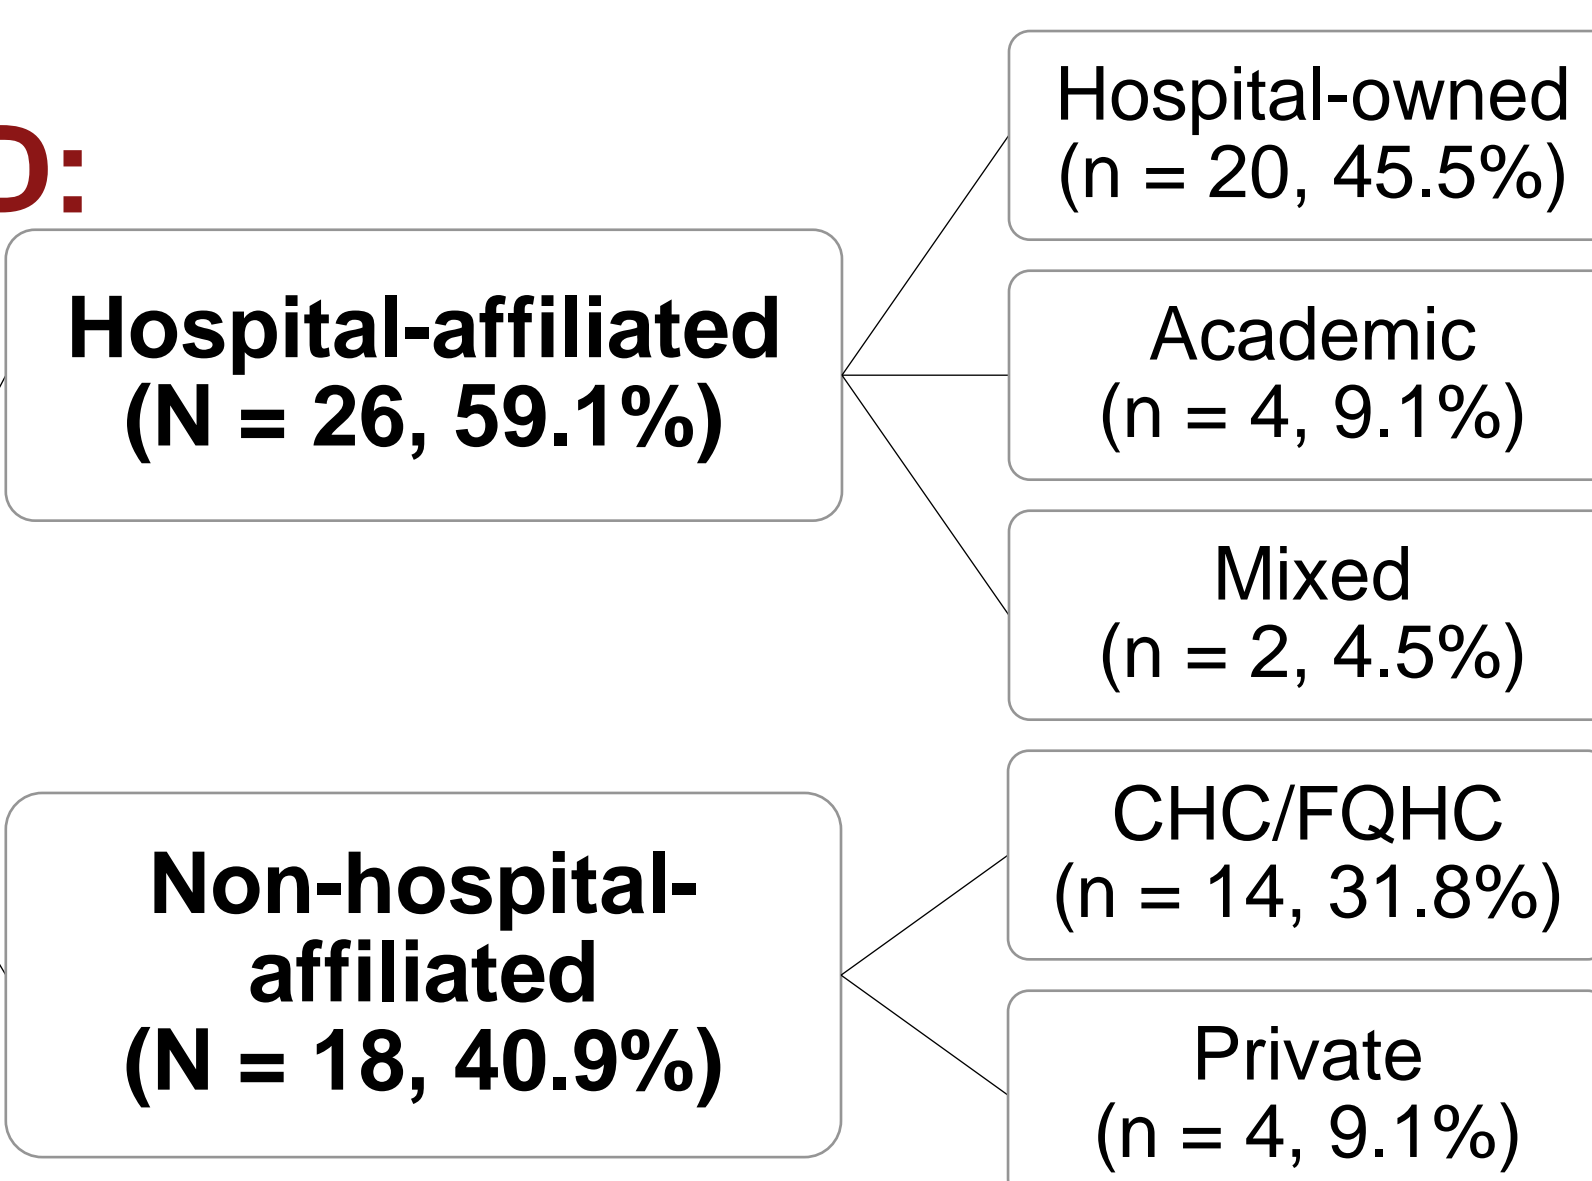 D:
Hospital-affiliated
(N = 26, 59.1%)
Hospital-owned
(n = 20, 45.5%)
Academic
(n = 4, 9.1%)
Mixed
(n = 2, 4.5%)
Non-hospital-
affiliated
(N = 18, 40.9%)
CHC/FQHC
(n = 14, 31.8%)
Private
(n = 4, 9.1%)